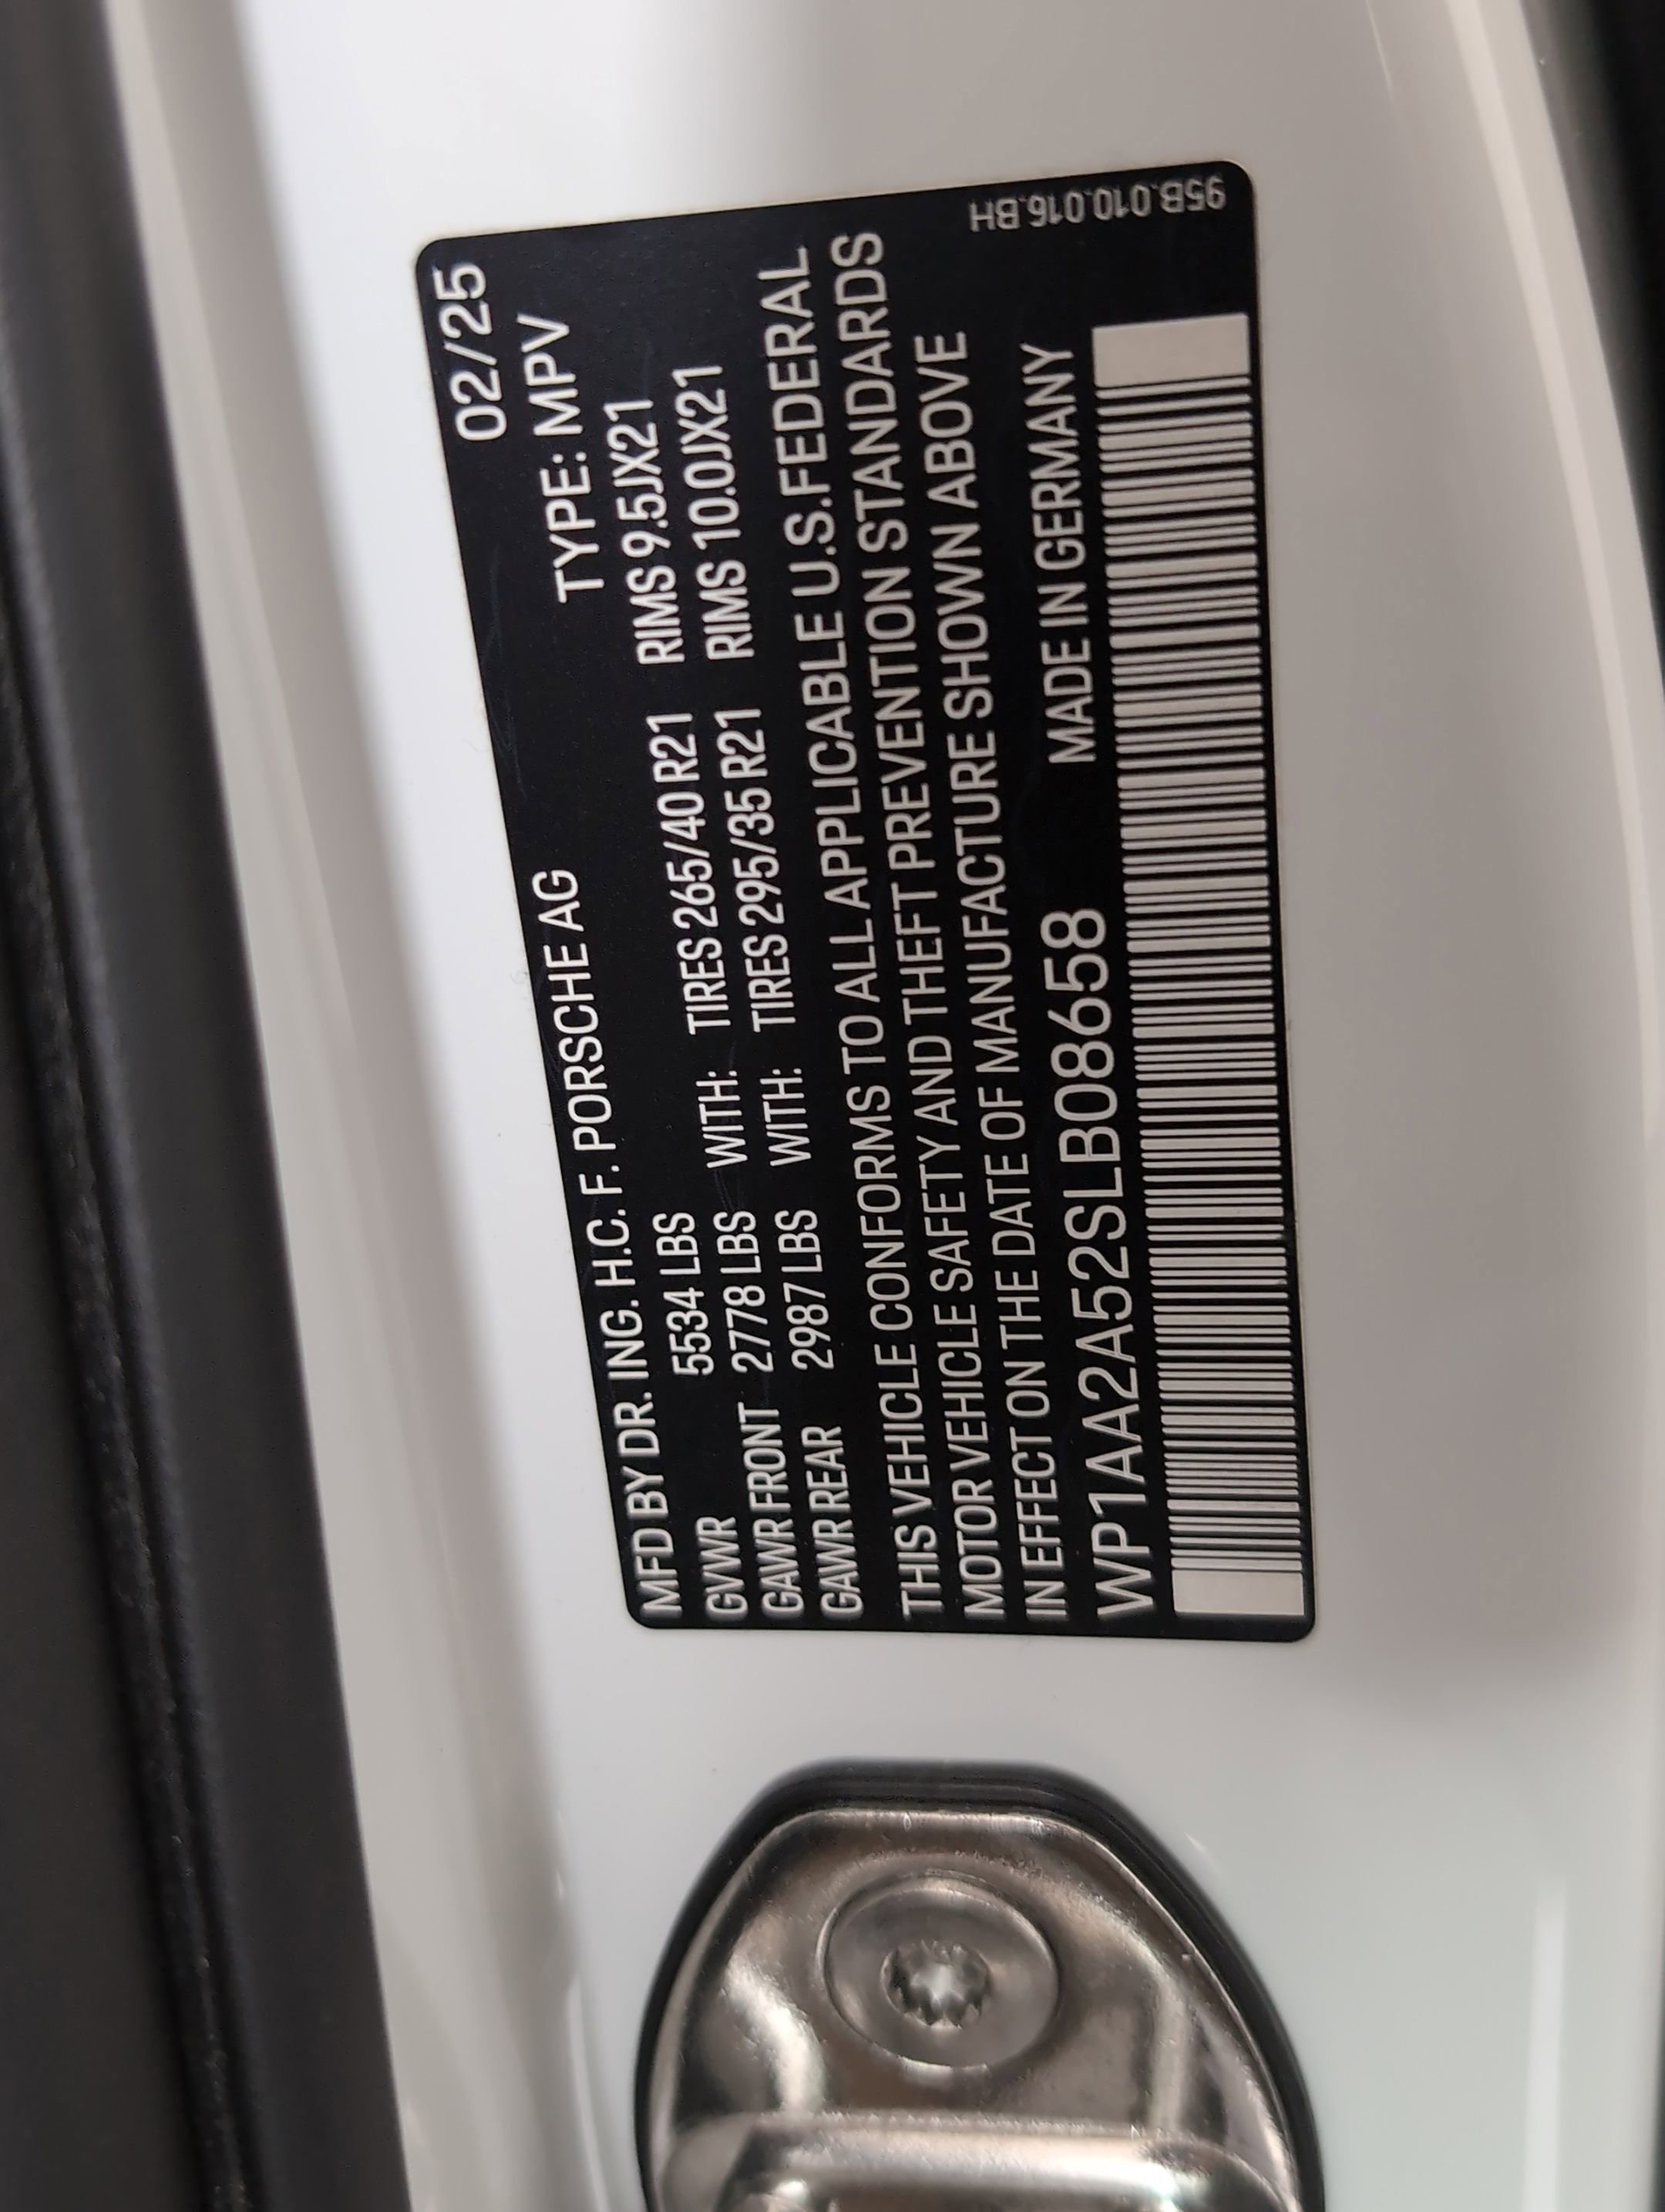 02/25
MFD BY DR. ING. H.C. F. PORSCHE AG TYPE: MPV
GVWR 5534 LBS WITH: TIRES 265/40 R21 RIMS 9.5JX21
GAWR FRONT 2778 LBS WITH: TIRES 295/35 R21 RIMS 10.0JX21
GAWR REAR 2987 LBS
THIS VEHICLE CONFORMS TO ALL APPLICABLE U.S.FEDERAL
MOTOR VEHICLE SAFETY AND THEFT PREVENTION STANDARDS
IN EFFECT ON THE DATE OF MANUFACTURE SHOWN ABOVE
WP1AA2A52SLB08658 MADE IN GERMANY
95B.010.016.BH